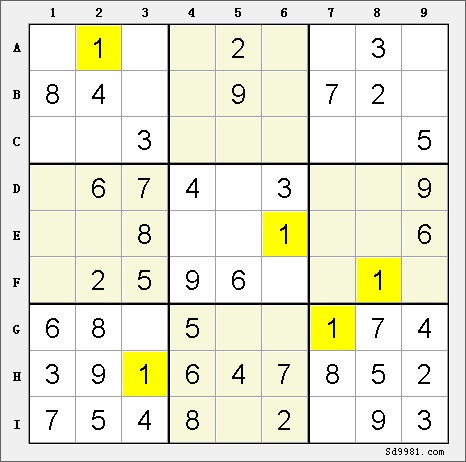 1 2 3 4 5 6 7 8 9
A 1 2 3
B 8 4 9 7 2
C 3 5
D 6 7 4 3 9
E 8 1 6
F 2 5 9 6 1
G 6 8 5 1 7 4
H 3 9 1 6 4 7 8 5 2
I 7 5 4 8 2 9 3
Sd9981.com